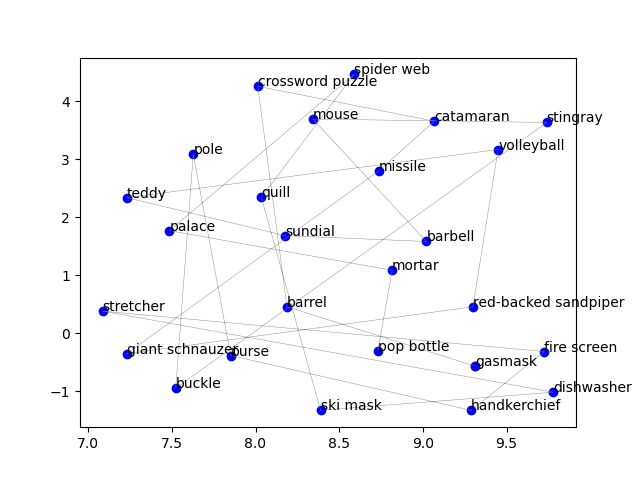 spider web
crossword puzzle
4
mouse
catamaran
stingray
volleyball
pole
3
missile
teddy
quill
2
palace
sundial
barbell
mortar
1
stretcher
barrel
red-backed sandpiper
0
giant schnauzer
purse
pop bottle
fire screen
gasmask
buckle
−1
dishwasher
ski mask
handkerchief
7.0 7.5 8.0 8.5 9.0 9.5